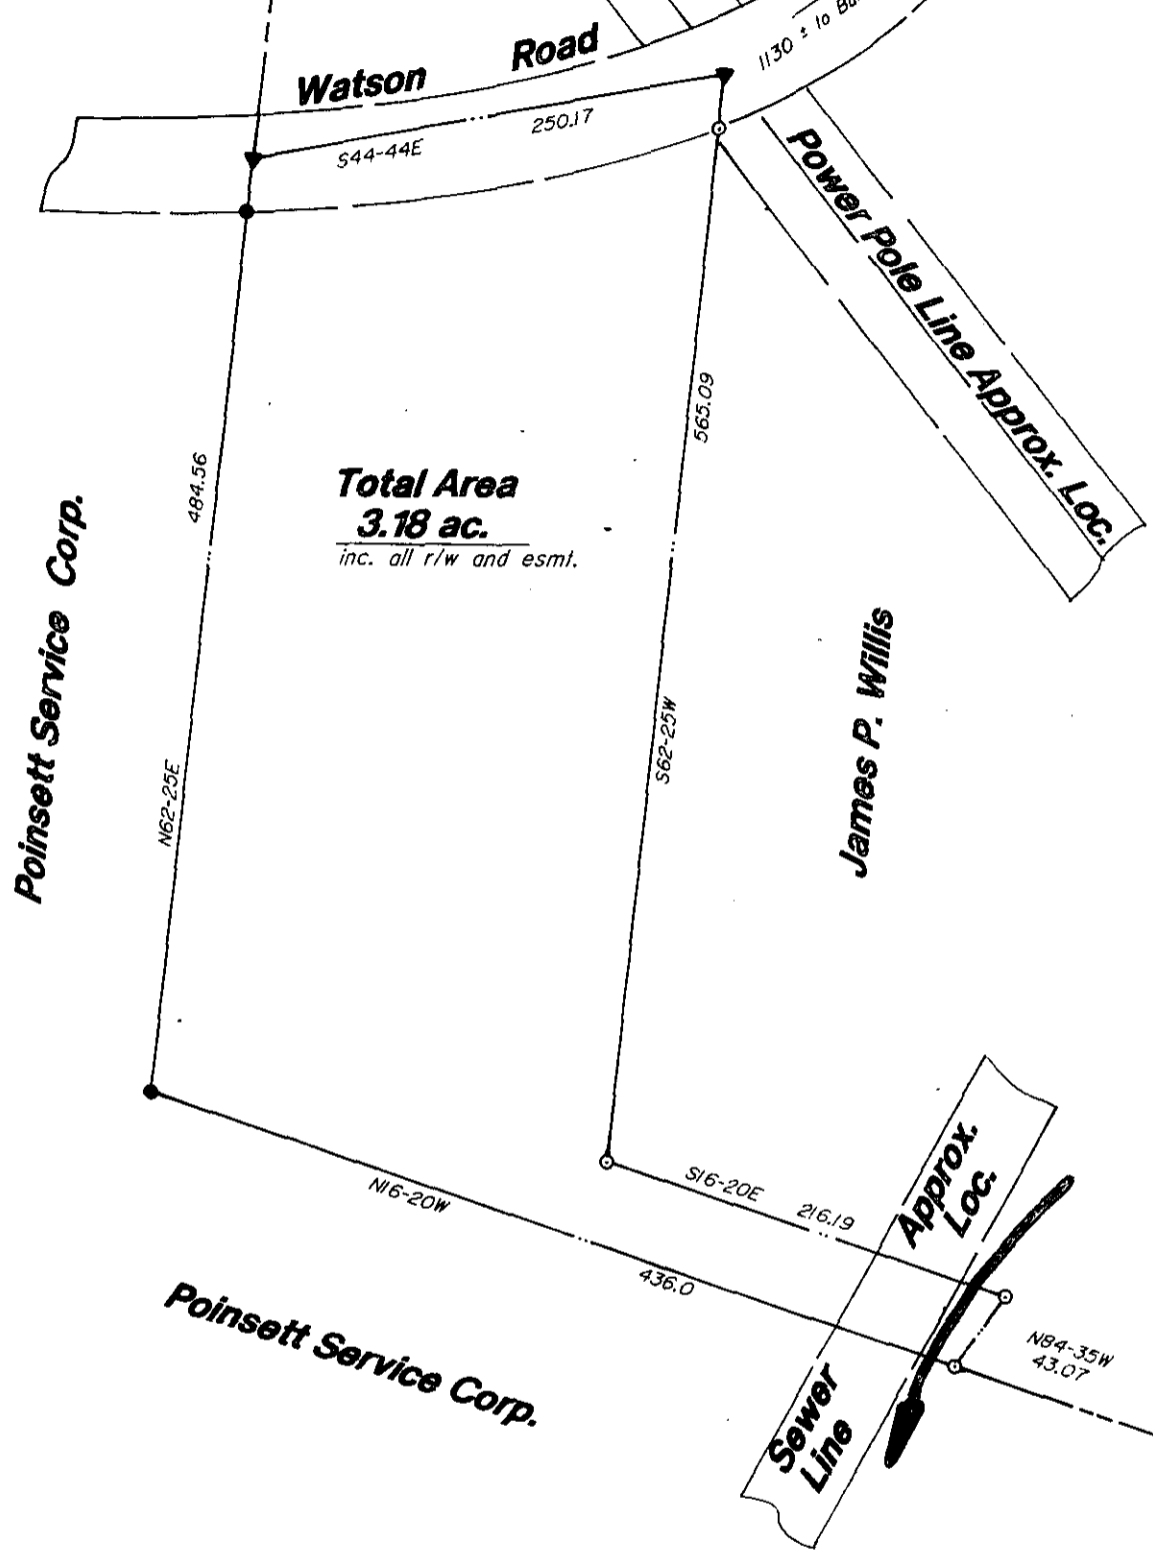 1130 ± to
Watson Road
250.17
S44-44E
Power Pole Line Approx. Loc.
565.09
484.56
Total Area
3.18 ac.
inc. all r/w and esmt.
Poinsett Service Corp.
James P. Willis
S62-25W
N62-25E
N16-20W
S16-20E
216.19
Approx.
Loc.
436.0
Poinsett Service Corp.
N84-35W
43.07
Sewer
Line